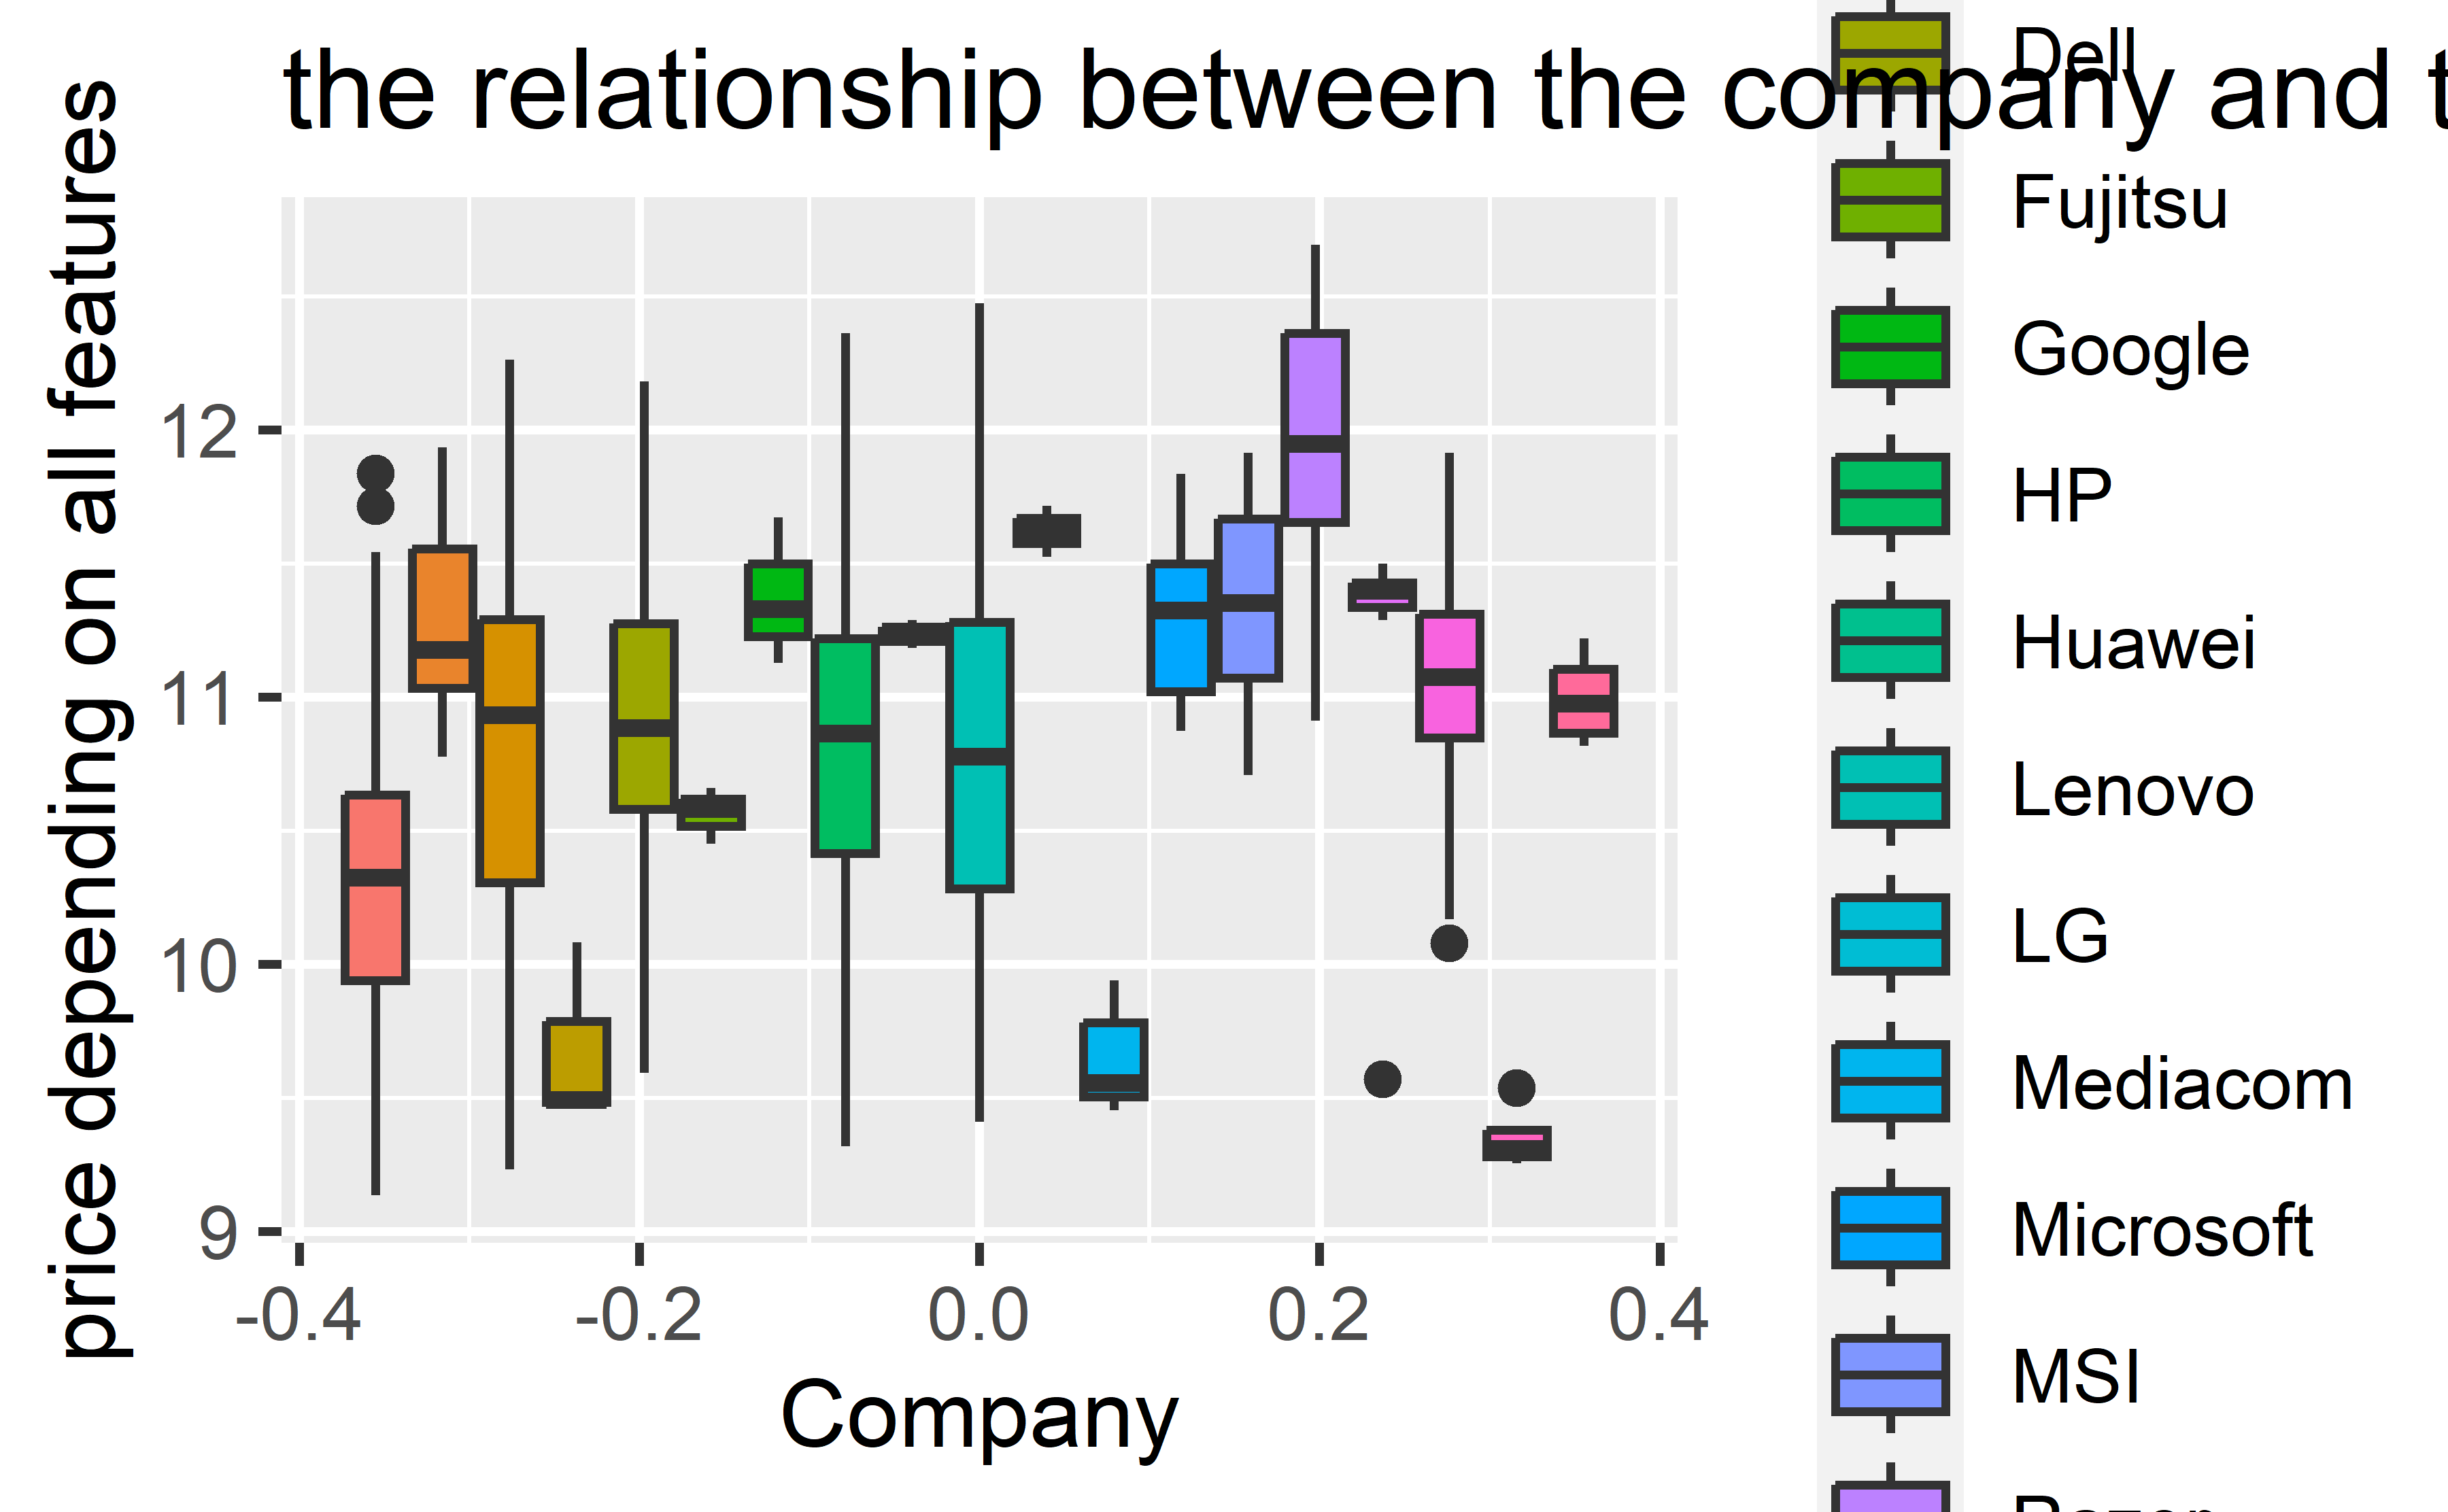 the relationship between the company and t
price depending on all features
12
11
10
9
-0.4
-0.2
0.0
0.2
0.4
Company
Dell
Fujitsu
Google
HP
Huawei
Lenovo
LG
Mediacom
Microsoft
MSI